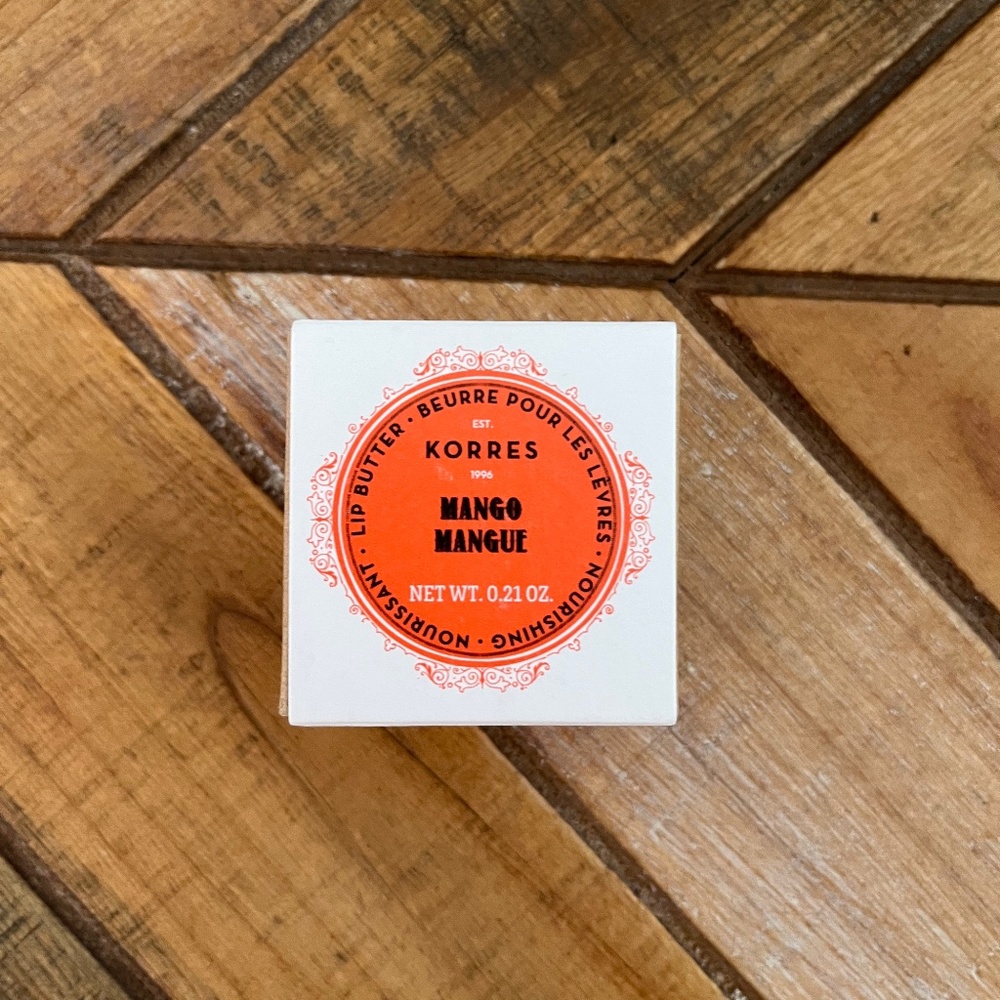 LIP BUTTER • BEURRE POUR LES LÈVRES • NOURISHING • NOURISSANT •
EST.
KORRES
1996
MANGO
MANGUE
NET WT. 0.21 OZ.